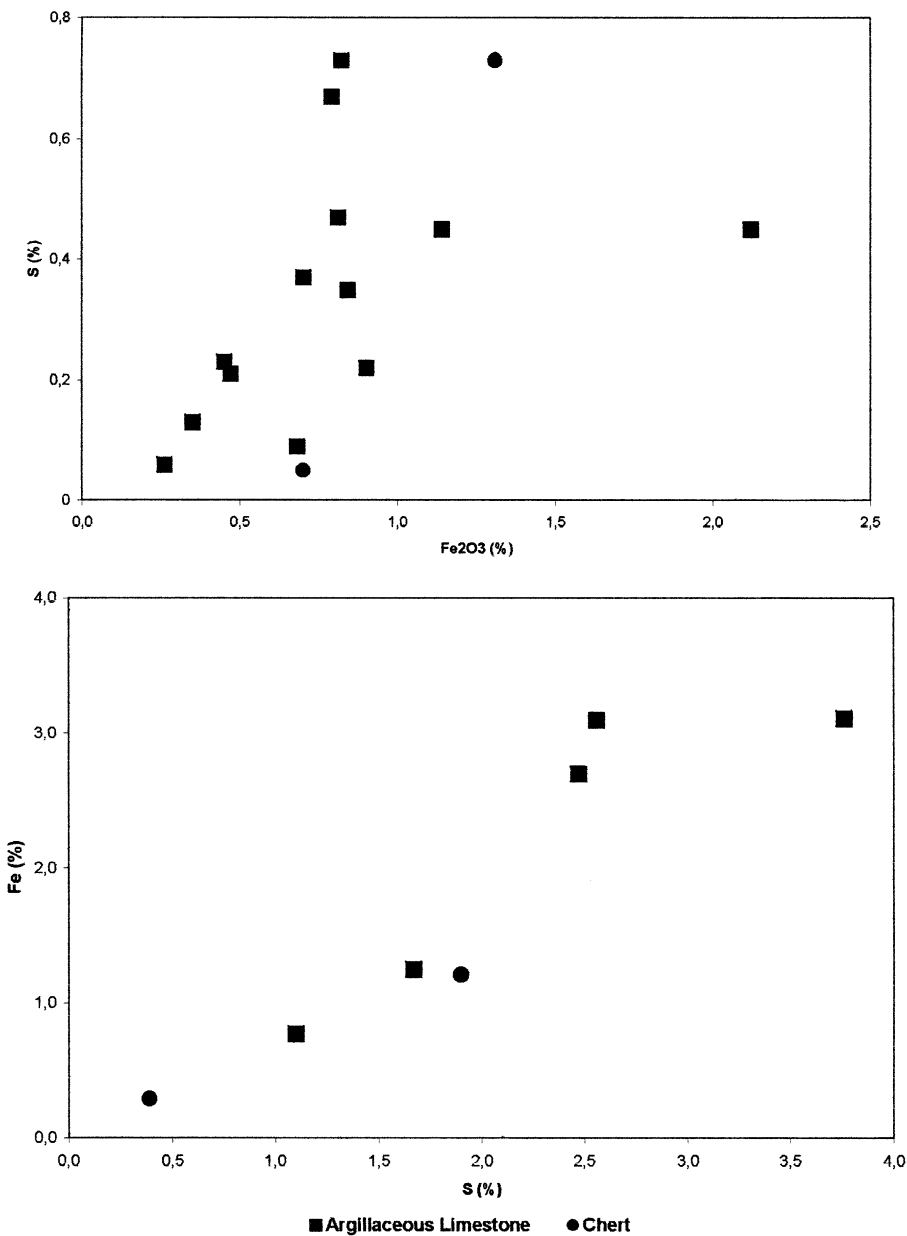 0,8
0,6
0,4
0,2
0
S (%)
0,0 0,5 1,0 1,5 2,0 2,5
Fe2O3 (%)
4,0
3,0
2,0
1,0
0,0
Fe (%)
0,0 0,5 1,0 1,5 2,0 2,5 3,0 3,5 4,0
S (%)
Argillaceous Limestone Chert